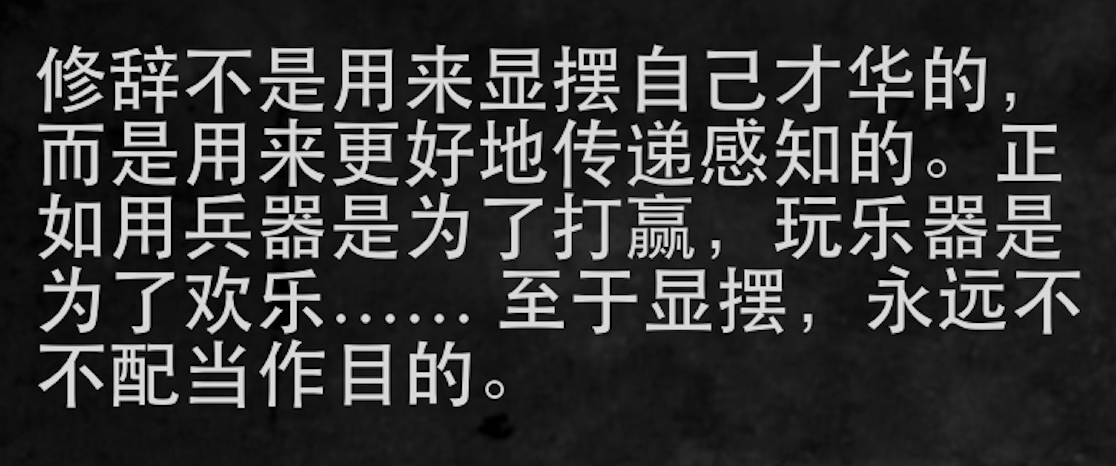 修辞不是用来显摆自己才华的，
而是用来更好地传递感知的。正
如用兵器是为了打赢，玩乐器是
为了欢乐…… 至于显摆，永远不
不配当作目的。